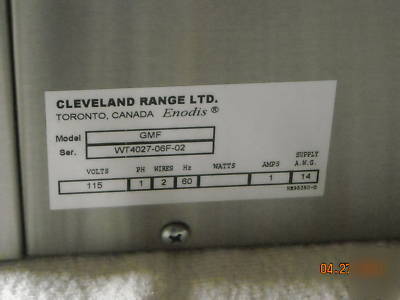 CLEVELAND RANGE LTD.
TORONTO, CANADA Enodis ®
Model GMF
Ser. WT4027-06F-02
VOLTS PH WIRES Hz WATTS AMPS SUPPLY A.W.G.
115 1 2 60 1 14
04.27